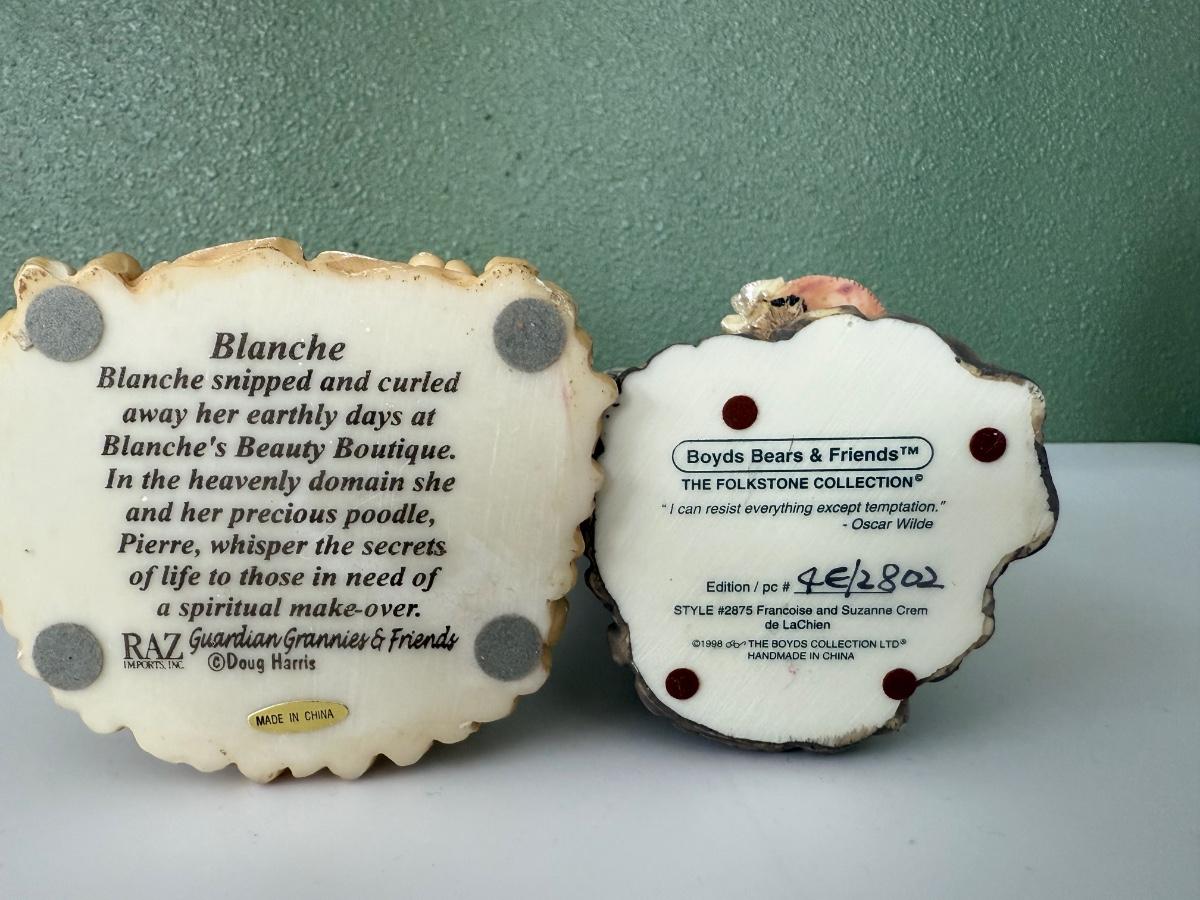 Blanche
Blanche snipped and curled
away her earthly days at
Blanche's Beauty Boutique.
In the heavenly domain she
and her precious poodle,
Pierre, whisper the secrets
of life to those in need of
a spiritual make-over.
RAZ Guardian Grannies & Friends
IMPORTS, INC ©Doug Harris
MADE IN CHINA
Boyds Bears & Friends™
THE FOLKSTONE COLLECTION©
"I can resist everything except temptation."
- Oscar Wilde
Edition / pc # 4E/2802
STYLE #2875 Francoise and Suzanne Crem
de LaChien
©1998 THE BOYDS COLLECTION LTD®
HANDMADE IN CHINA